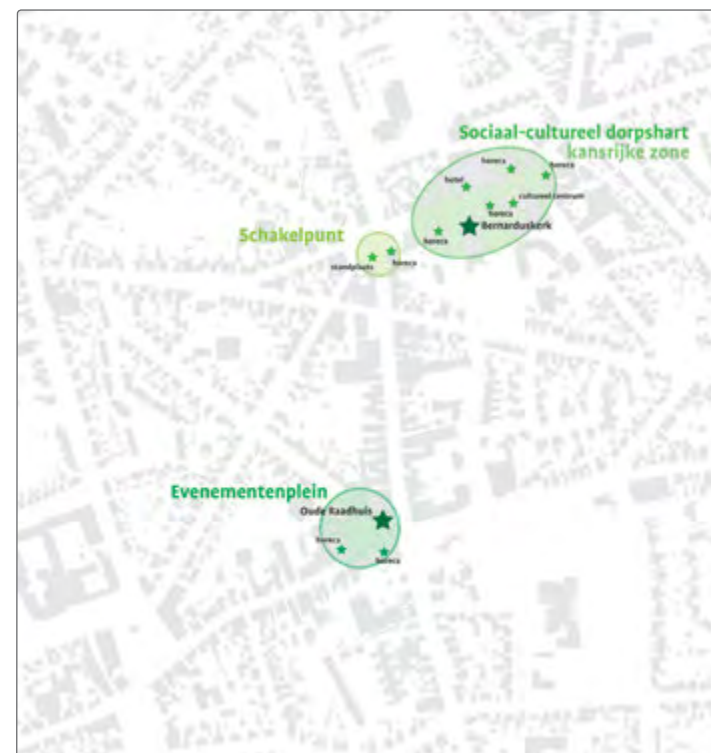 Sociaal-cultureel dorpshart
kansrijke zone
horeca
horeca
hotel
cultureel centrum
horeca
Bernarduskerk
horeca
Schakelpunt
standplaats
horeca
Evenementenplein
Oude Raadhuis
horeca
horeca